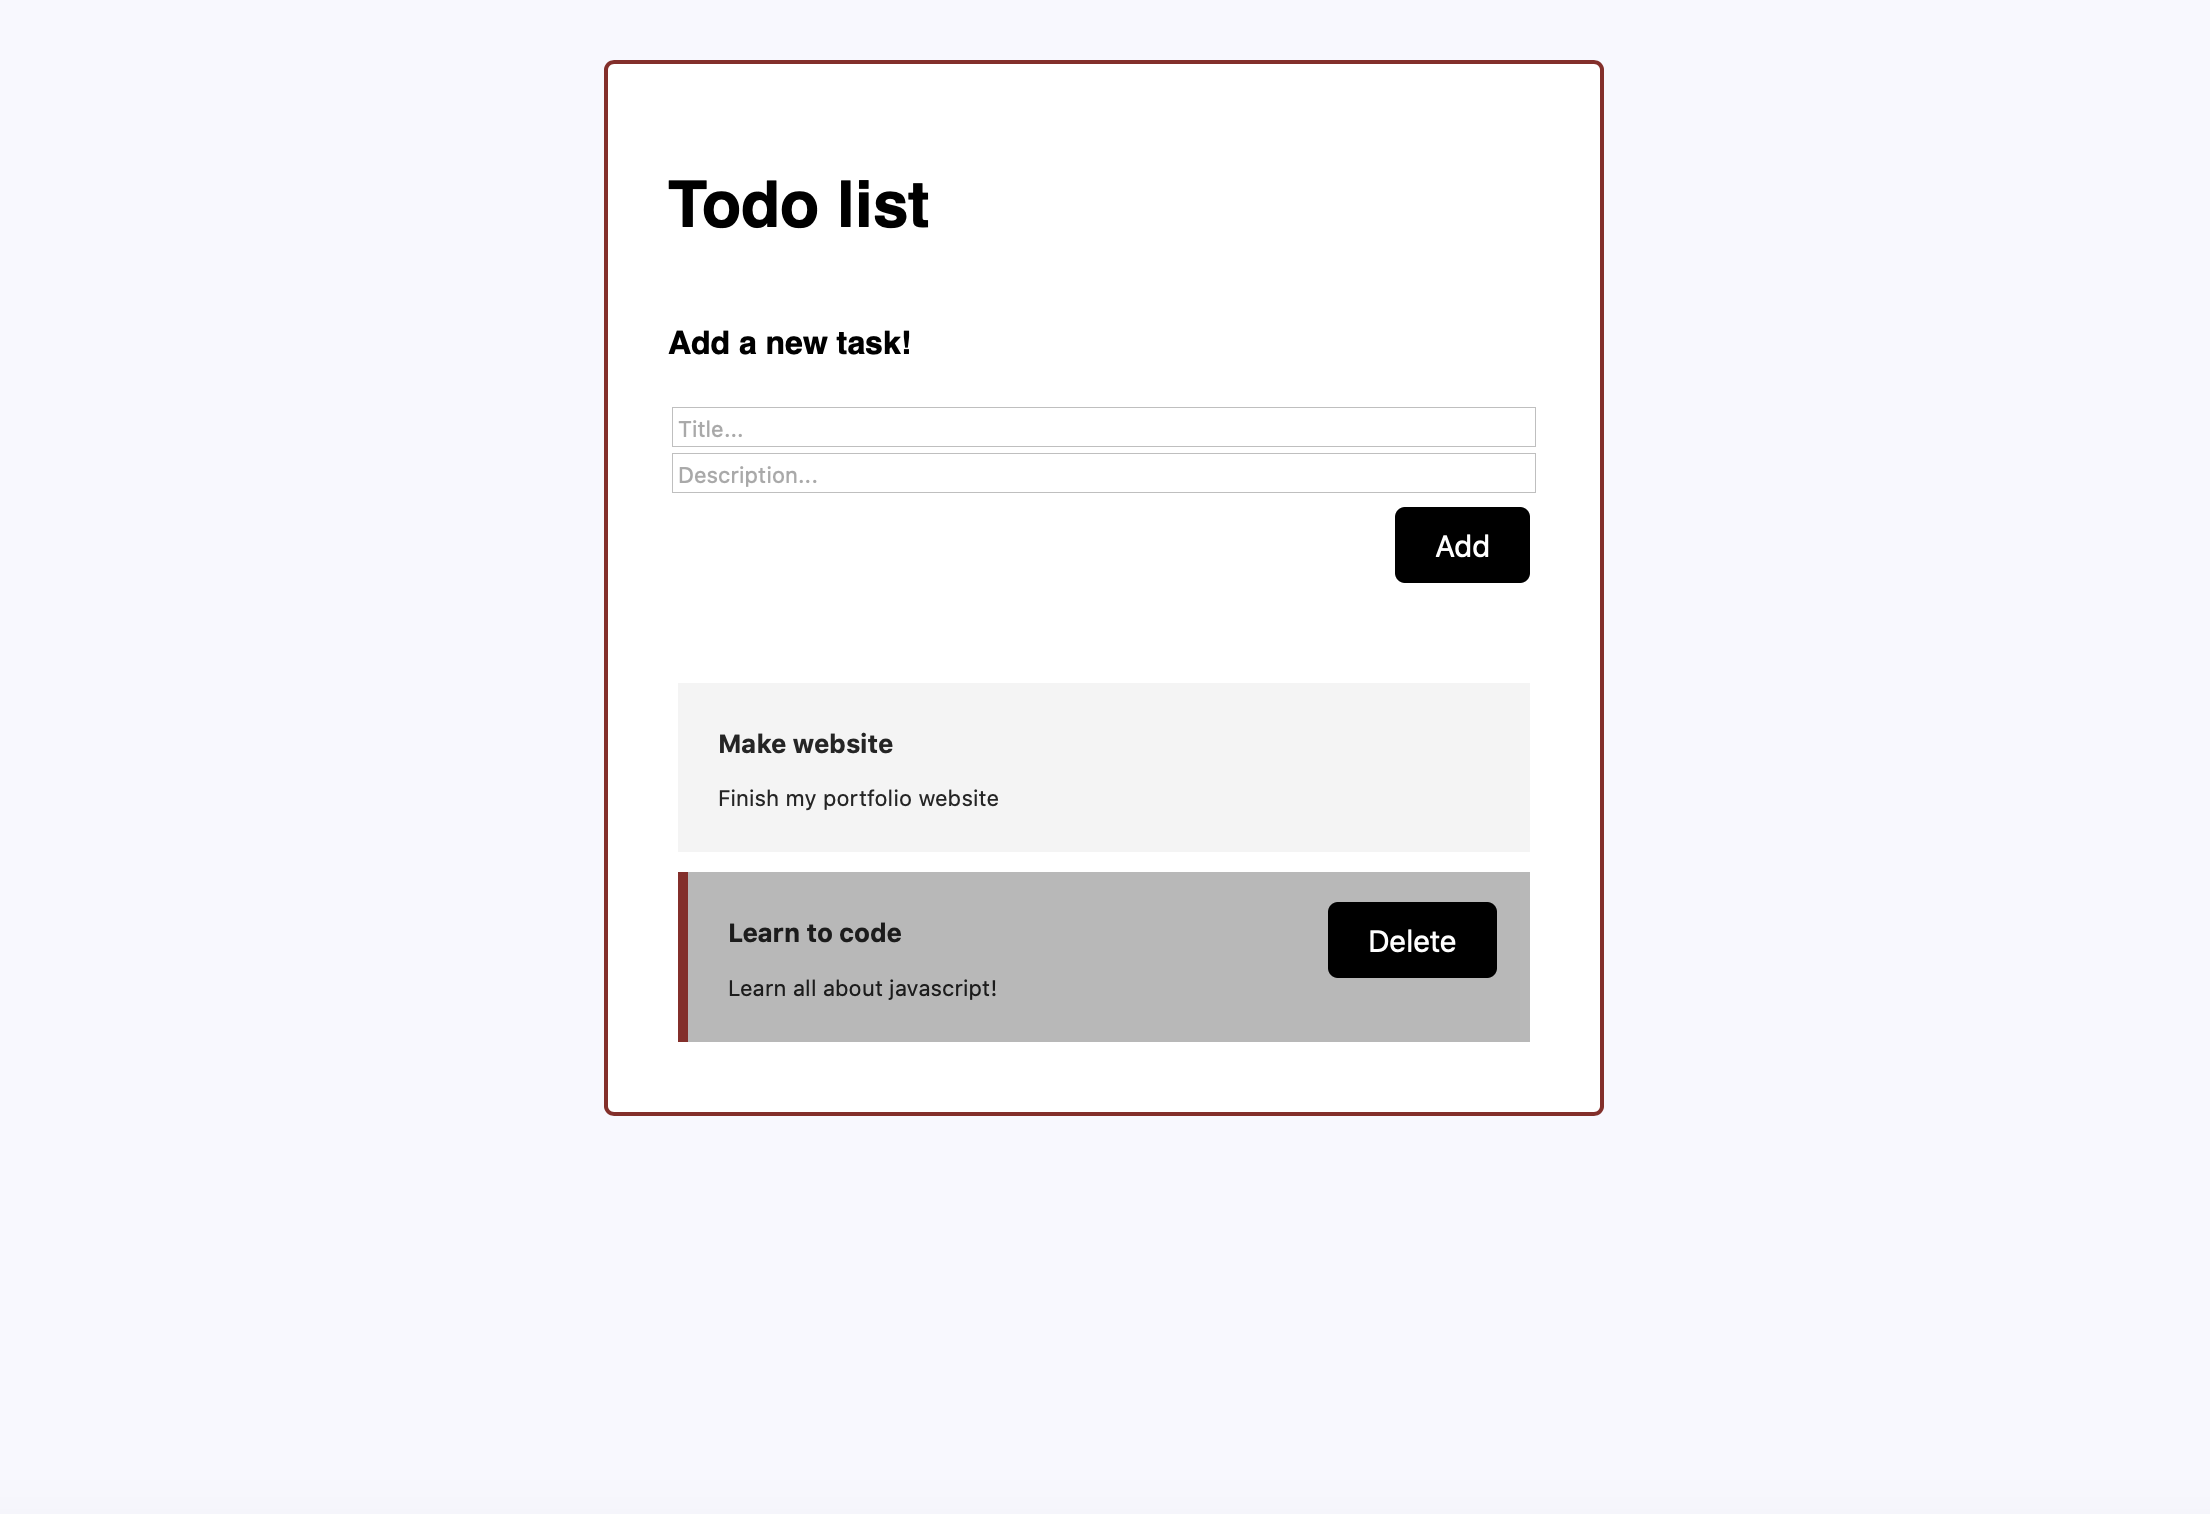 Todo list
Add a new task!
Title...
Description...
Add
Make website
Finish my portfolio website
Learn to code
Delete
Learn all about javascript!